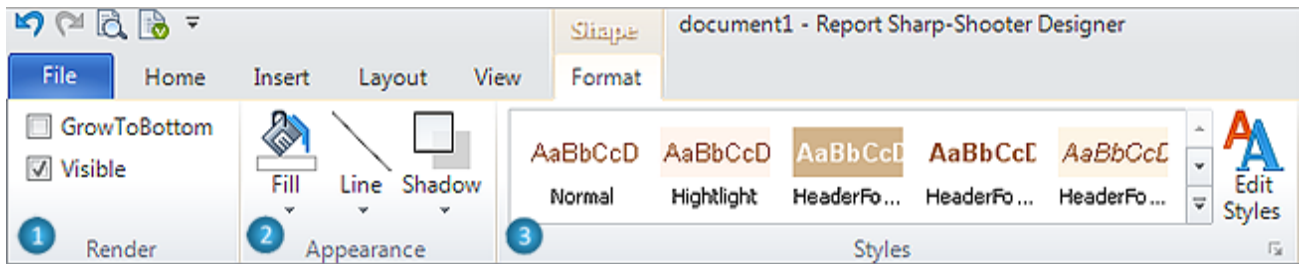 Shape
document1 - Report Sharp-Shooter Designer
File Home Insert Layout View Format
GrowToBottom
Visible
Fill Line Shadow
AaBbCcD AaBbCcD AaBbCcD AaBbCcD AaBbCcD
Normal Hightlight HeaderFo... HeaderFo... HeaderFo...
Edit
Styles
1 Render
2 Appearance
3 Styles